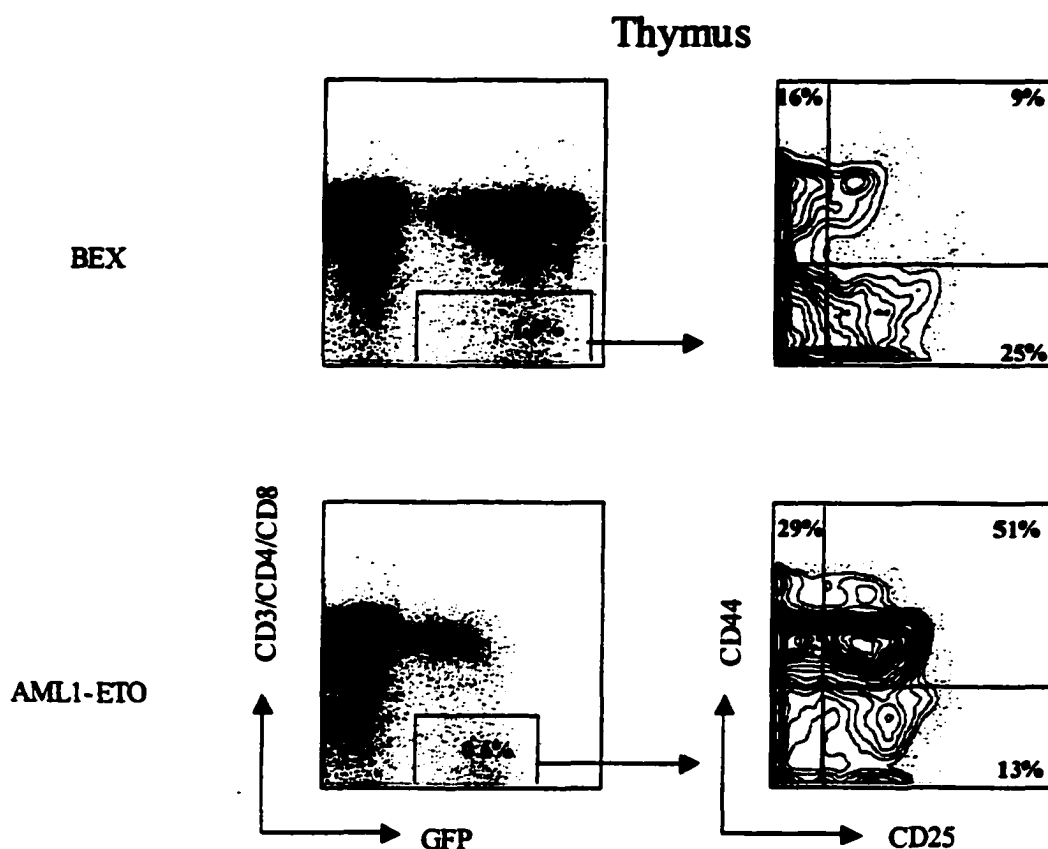 Thymus
16% 9%
BEX
25%
CD3/CD4/CD8
29% 51%
CD44
AML1-ETO
13%
GFP
CD25